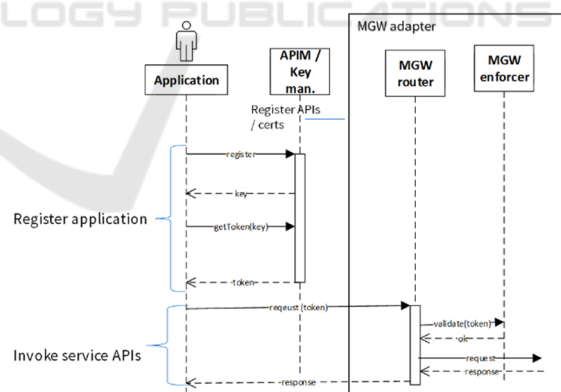 LOGY PUBLICATIONS
MGW adapter
Application
APIM /
Key
man.
MGW
router
MGW
enforcer
Register APIs
/ certs
register
key
Register application
getToken(key)
token
reqeust (token)
validate(token)
ok
Invoke service APIs
request
response
response